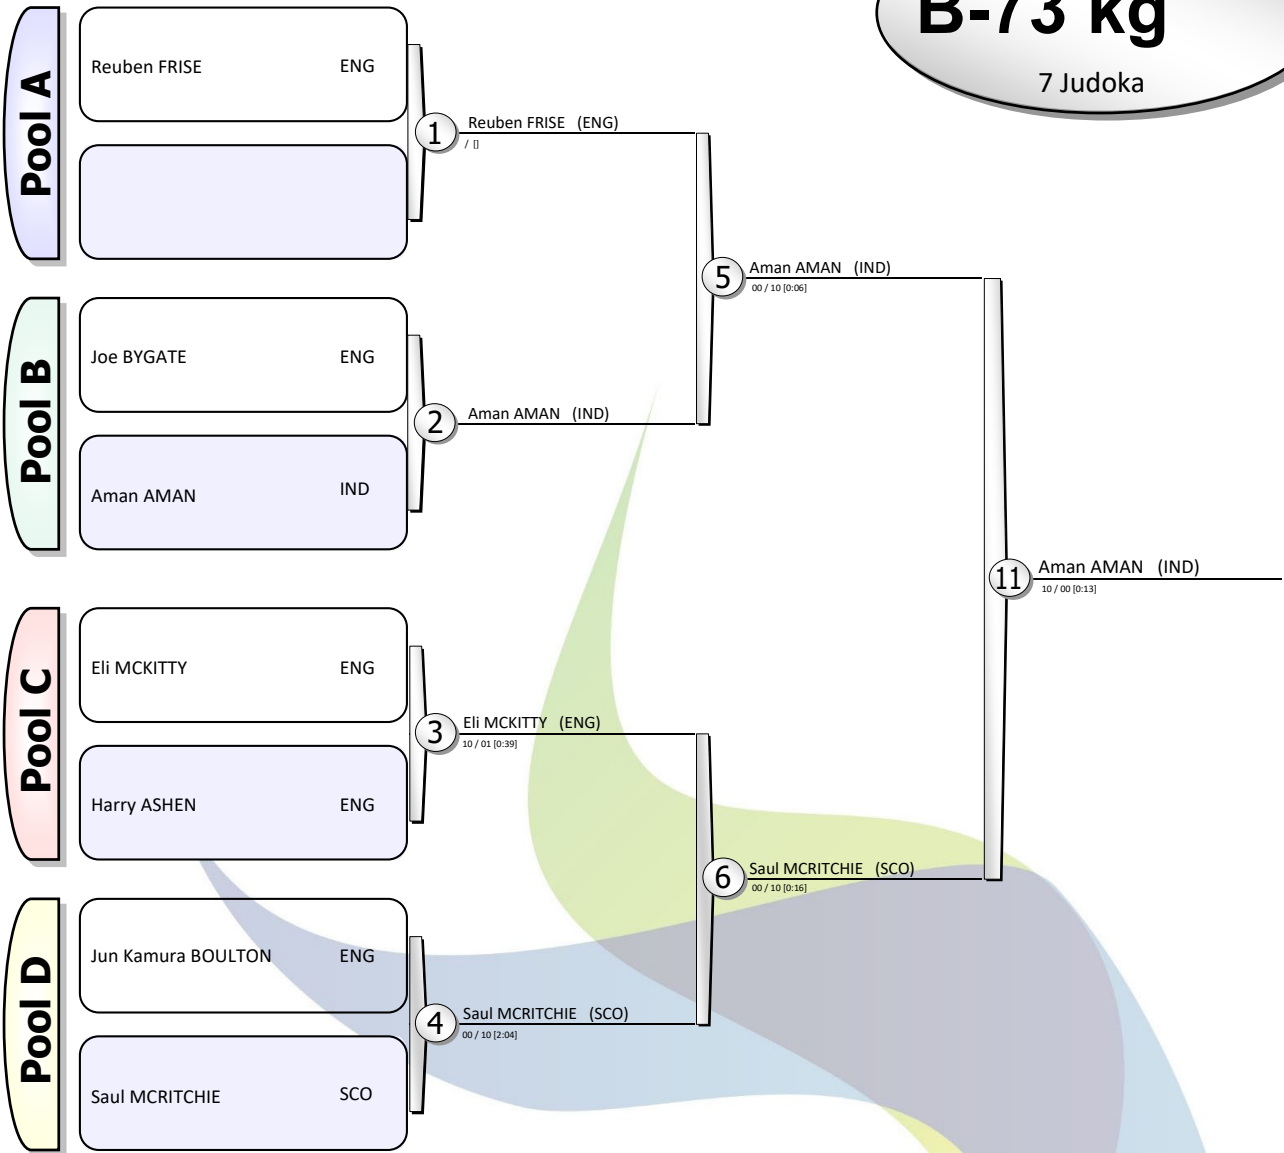 B-73 kg
7 Judoka
Pool A
Reuben FRISE ENG
1
Reuben FRISE (ENG)
/ []
5
Aman AMAN (IND)
00 / 10 [0:06]
Pool B
Joe BYGATE ENG
2
Aman AMAN (IND)
Aman AMAN IND
11
Aman AMAN (IND)
10 / 00 [0:13]
Pool C
Eli MCKITTY ENG
3
Eli MCKITTY (ENG)
10 / 01 [0:39]
Harry ASHEN ENG
6
Saul MCRITCHIE (SCO)
00 / 10 [0:16]
Pool D
Jun Kamura BOULTON ENG
4
Saul MCRITCHIE (SCO)
00 / 10 [2:04]
Saul MCRITCHIE SCO